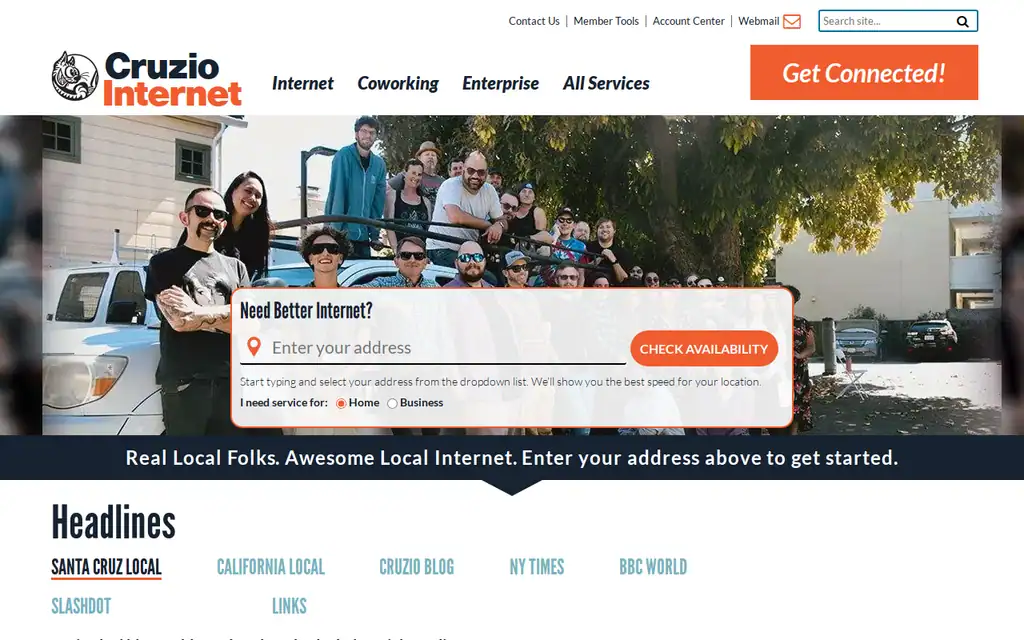 Contact Us | Member Tools | Account Center | Webmail
Search site...
Cruzio
Internet
Internet
Coworking
Enterprise
All Services
Get Connected!
Need Better Internet?
Enter your address
CHECK AVAILABILITY
Start typing and select your address from the dropdown list. We'll show you the best speed for your location.
I need service for: Home Business
Real Local Folks. Awesome Local Internet. Enter your address above to get started.
Headlines
SANTA CRUZ LOCAL
CALIFORNIA LOCAL
CRUZIO BLOG
NY TIMES
BBC WORLD
SLASHDOT
LINKS